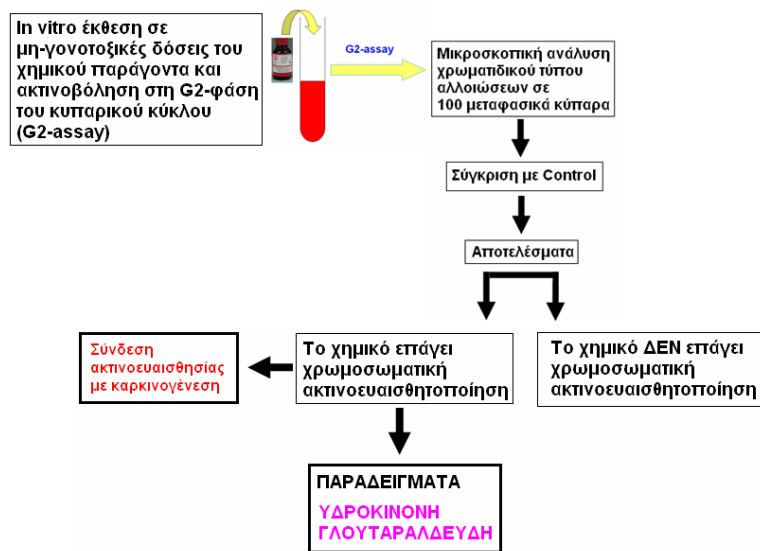 In vitro έκθεση σε
μη-γονοτοξικές δόσεις του
χημικού παράγοντα και
ακτινοβόληση στη G2-φάση
του κυτταρικού κύκλου
(G2-assay)
G2-assay
Μικροσκοπική ανάλυση
χρωματιδικού τύπου
αλλοιώσεων σε
100 μεταφασικά κύτταρα
Σύγκριση με Control
Αποτελέσματα
Σύνδεση
ακτινοευαισθησίας
με καρκινογένεση
Το χημικό επάγει
χρωμοσωματική
ακτινοευαισθητοποίηση
Το χημικό ΔΕΝ επάγει
χρωμοσωματική
ακτινοευαισθητοποίηση
ΠΑΡΑΔΕΙΓΜΑΤΑ
ΥΔΡΟΚΙΝΟΝΗ
ΓΛΟΥΤΑΡΑΛΔΕΥΔΗ